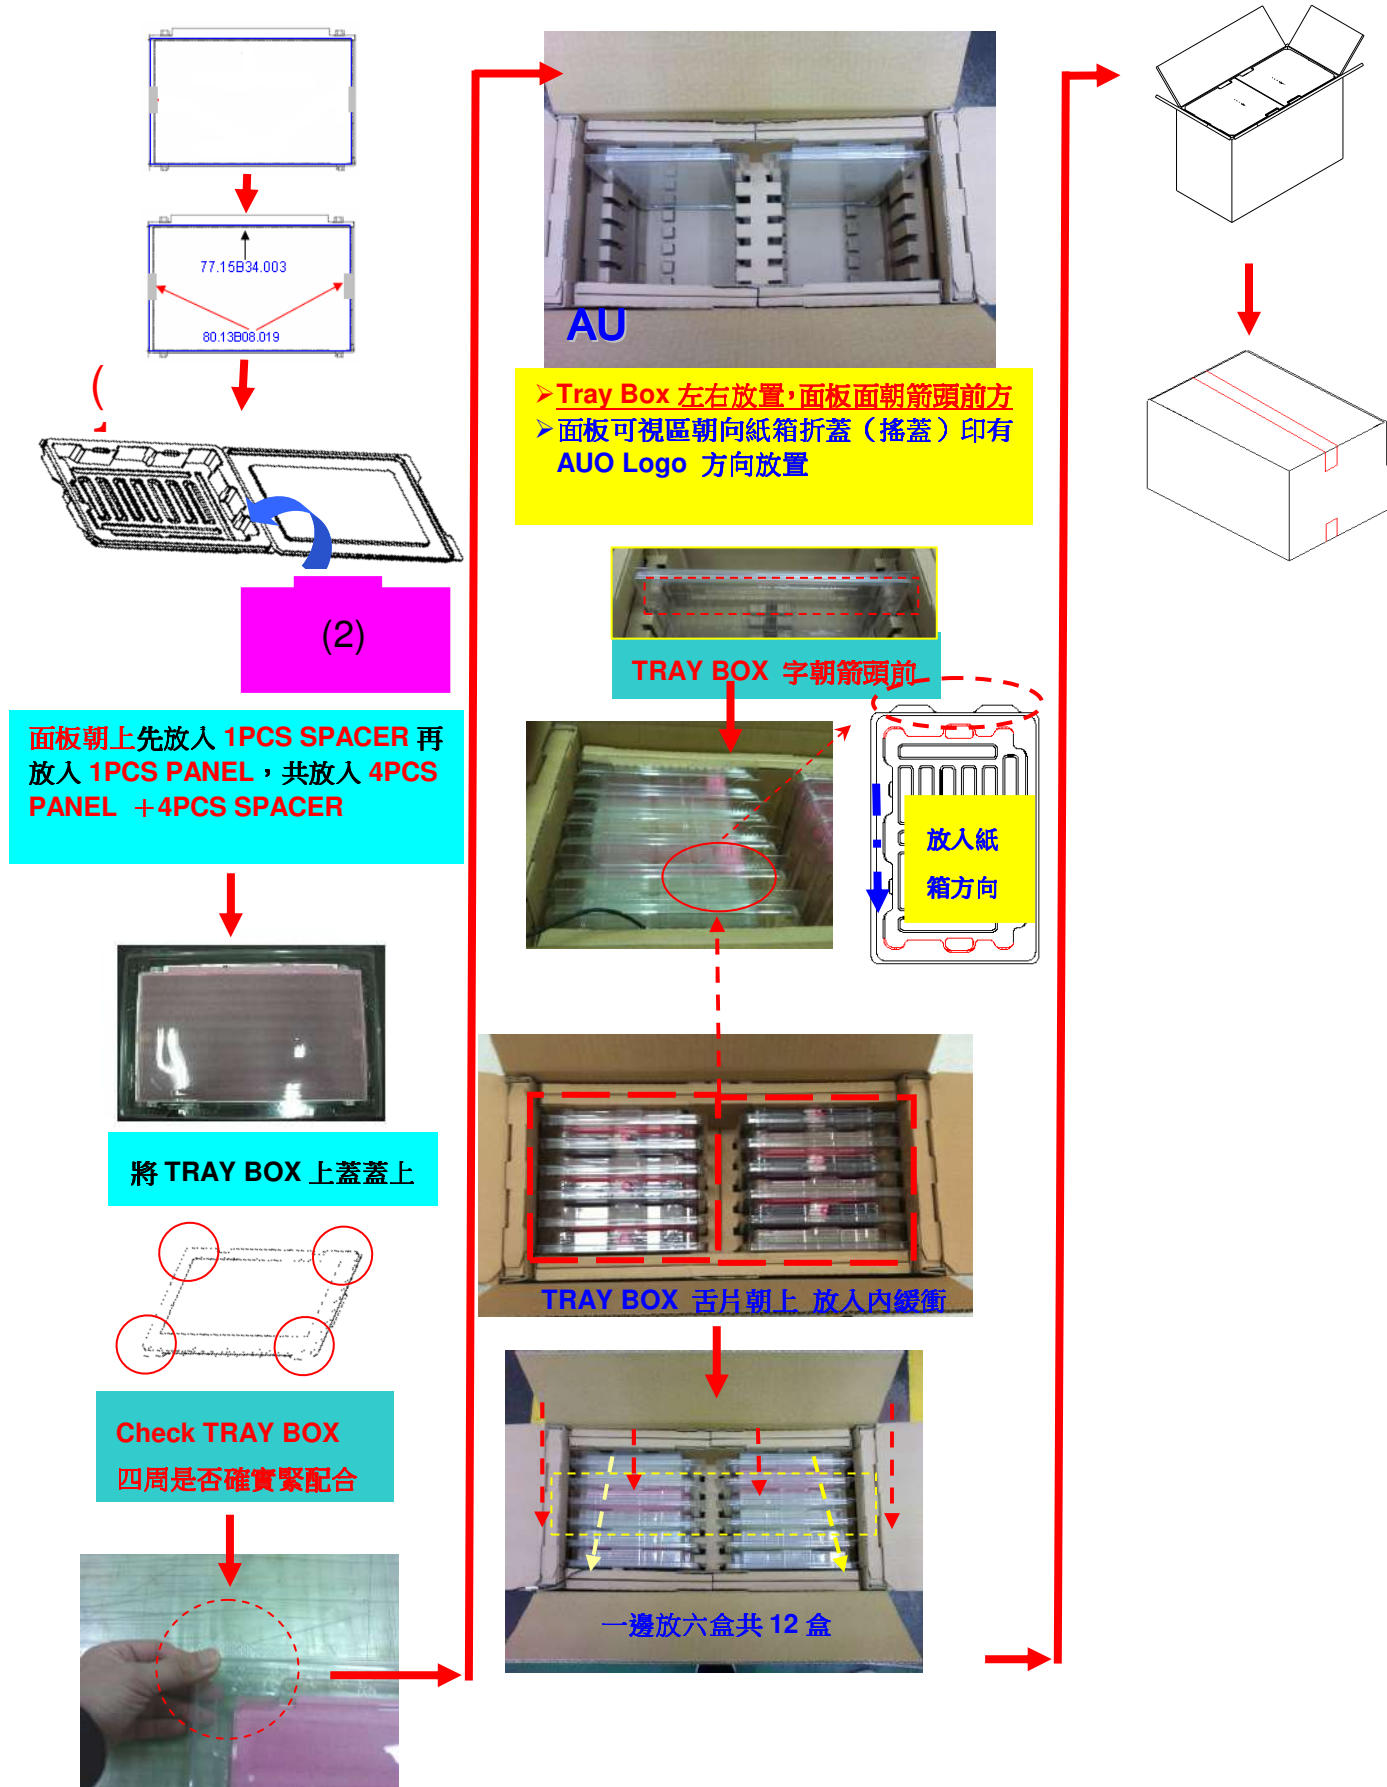 77.15B34.003
80.13B08.019
(
(2)
面板朝上先放入 1PCS SPACER 再
放入 1PCS PANEL，共放入 4PCS
PANEL ＋4PCS SPACER
將 TRAY BOX 上蓋蓋上
Check TRAY BOX
四周是否確實緊配合
AU
➢Tray Box 左右放置，面板面朝箭頭前方
➢面板可視區朝向紙箱折蓋（搖蓋）印有
AUO Logo 方向放置
TRAY BOX 字朝箭頭前
放入紙
箱方向
TRAY BOX 舌片朝上 放入內緩衝
一邊放六盒共 12 盒